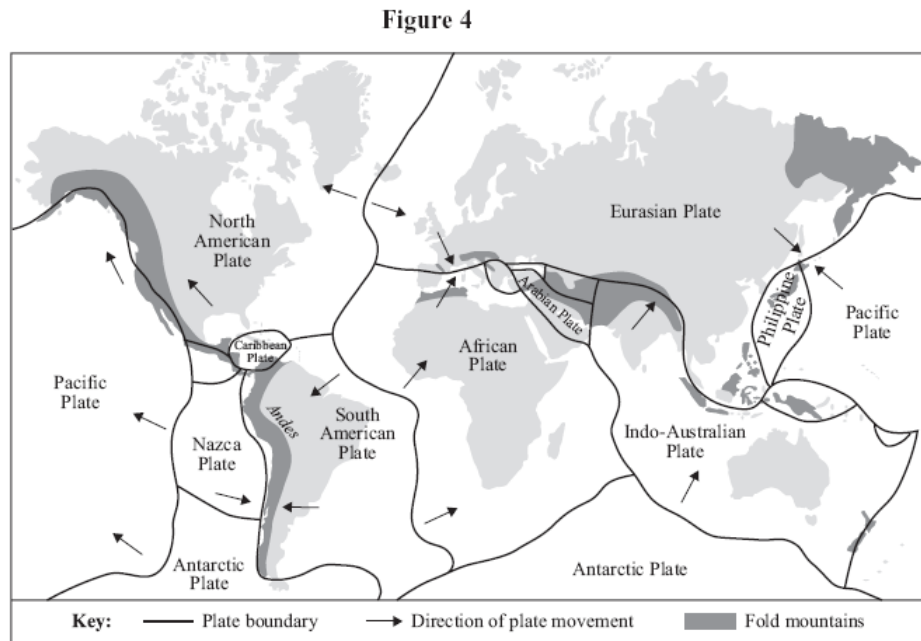 Figure 4
North
American
Plate
Eurasian Plate
Caribbean
Plate
Arabian Plate
Philippine
Plate
Pacific
Plate
African
Plate
Pacific
Plate
Andes
South
American
Plate
Nazca
Plate
Indo-Australian
Plate
Antarctic
Plate
Antarctic Plate
Key: Plate boundary Direction of plate movement Fold mountains